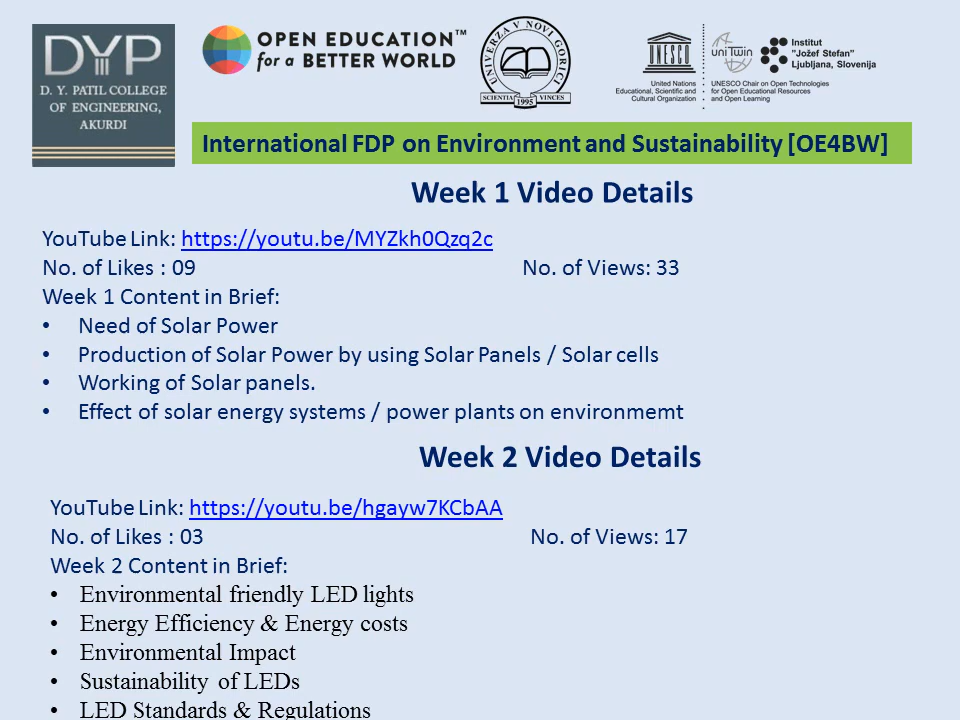 DYP
D. Y. PATIL COLLEGE
OF ENGINEERING,
AKURDI
OPEN EDUCATION™
for a BETTER WORLD
UNIVERZA V NOVI GORICI
SCIENTIA VINCES
1995
UNESCO
United Nations
Educational, Scientific and
Cultural Organization
uniTwin
Institut
"Jožef Stefan"
Ljubljana, Slovenija
UNESCO Chair on Open Technologies
for Open Educational Resources
and Open Learning
International FDP on Environment and Sustainability [OE4BW]
Week 1 Video Details
YouTube Link: https://youtu.be/MYZkh0Qzq2c
No. of Likes : 09 No. of Views: 33
Week 1 Content in Brief:
• Need of Solar Power
• Production of Solar Power by using Solar Panels / Solar cells
• Working of Solar panels.
• Effect of solar energy systems / power plants on environmemt
Week 2 Video Details
YouTube Link: https://youtu.be/hgayw7KCbAA
No. of Likes : 03 No. of Views: 17
Week 2 Content in Brief:
• Environmental friendly LED lights
• Energy Efficiency & Energy costs
• Environmental Impact
• Sustainability of LEDs
• LED Standards & Regulations